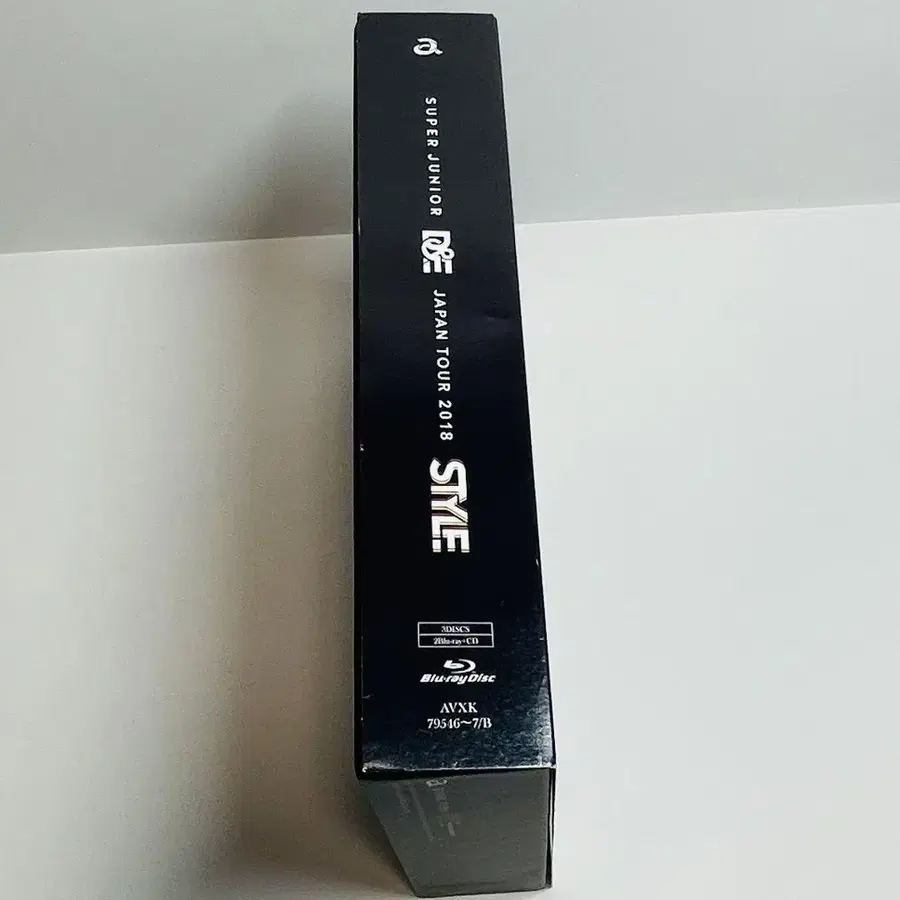 SUPER JUNIOR D&E JAPAN TOUR 2018 STYLE
3DISCS
2Blu-ray+CD
Blu-ray Disc
AVXK
79546～7/B